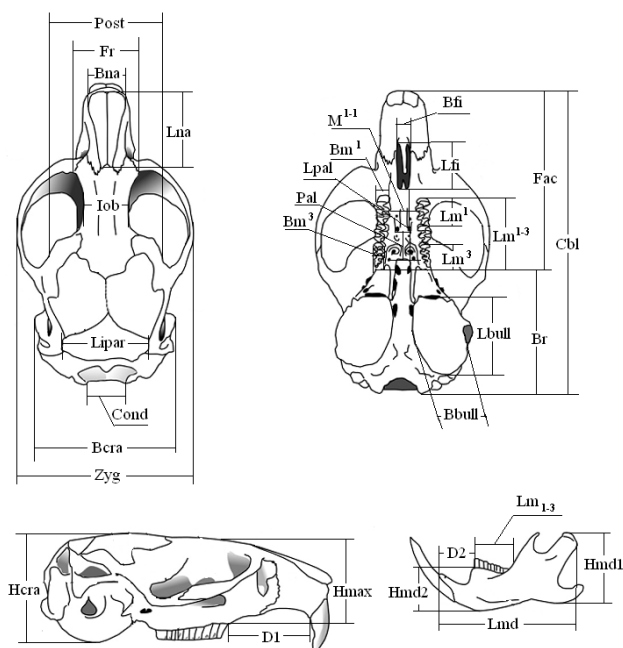 Post
Fr
Bna
Lna
Iob
Lipar
Cond
Bcra
Zyg
Bfi
M¹⁻¹
Bm¹
Lpal
Pal
Bm³
Lfi
Lm¹
Lm¹⁻³
Lm³
Fac
Cbl
Br
Lbull
Bbull
Hcra
Hmax
D1
Lm₁₋₃
D2
Hmd1
Hmd2
Lmd